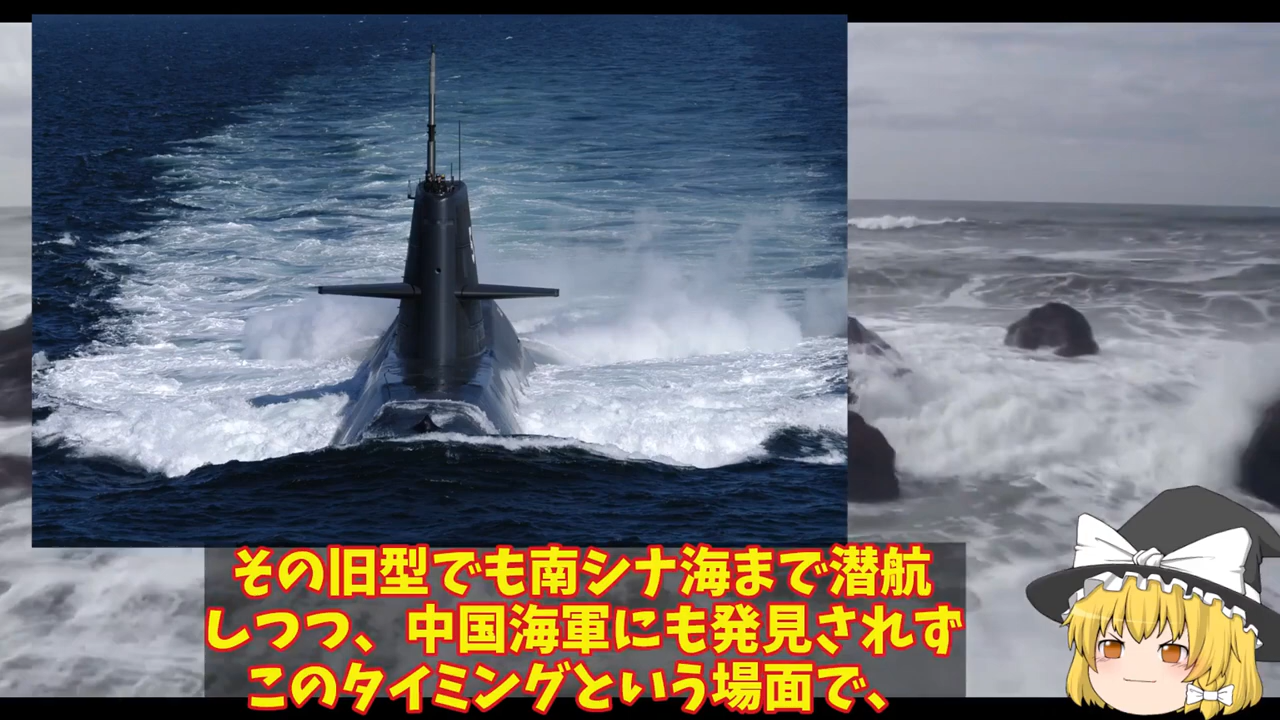 その旧型でも南シナ海まで潜航
しつつ、中国海軍にも発見されず
このタイミングという場面で、